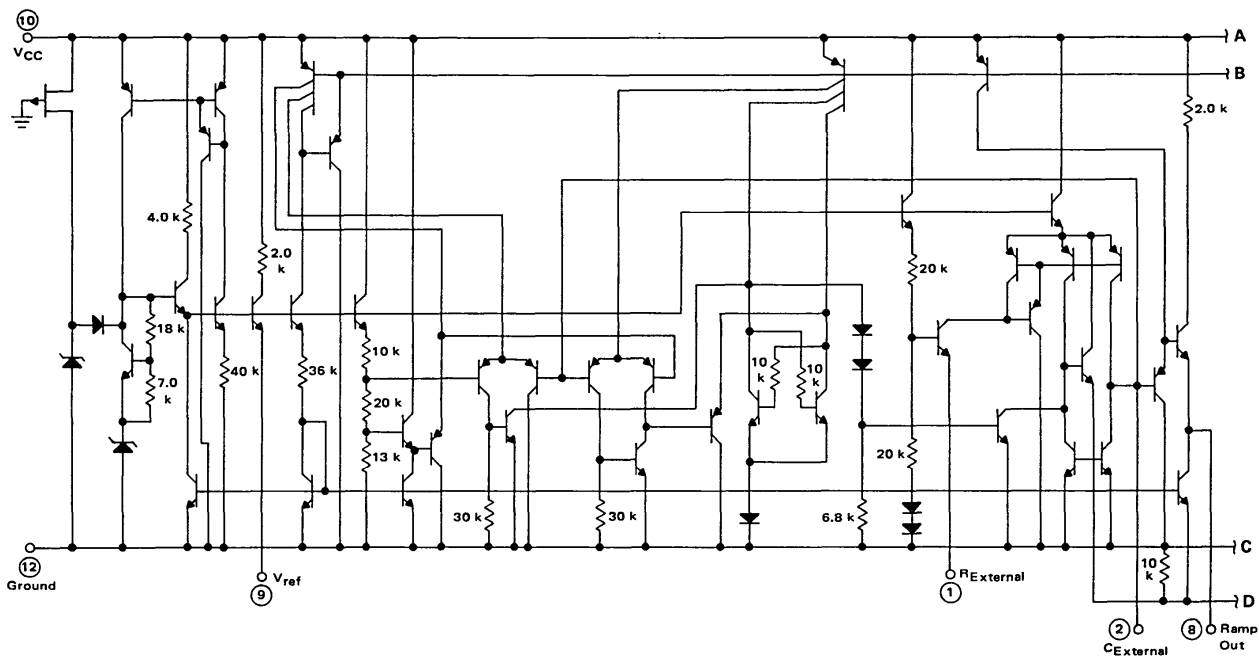 10
VCC
A
B
2.0 k
4.0 k
2.0
k
20 k
18 k
7.0
k
40 k
36 k
10 k
20 k
13 k
10
k
10
k
20 k
30 k
30 k
6.8 k
12
Ground
9
Vref
1
RExternal
C
10
k
D
2
CExternal
8
Ramp
Out